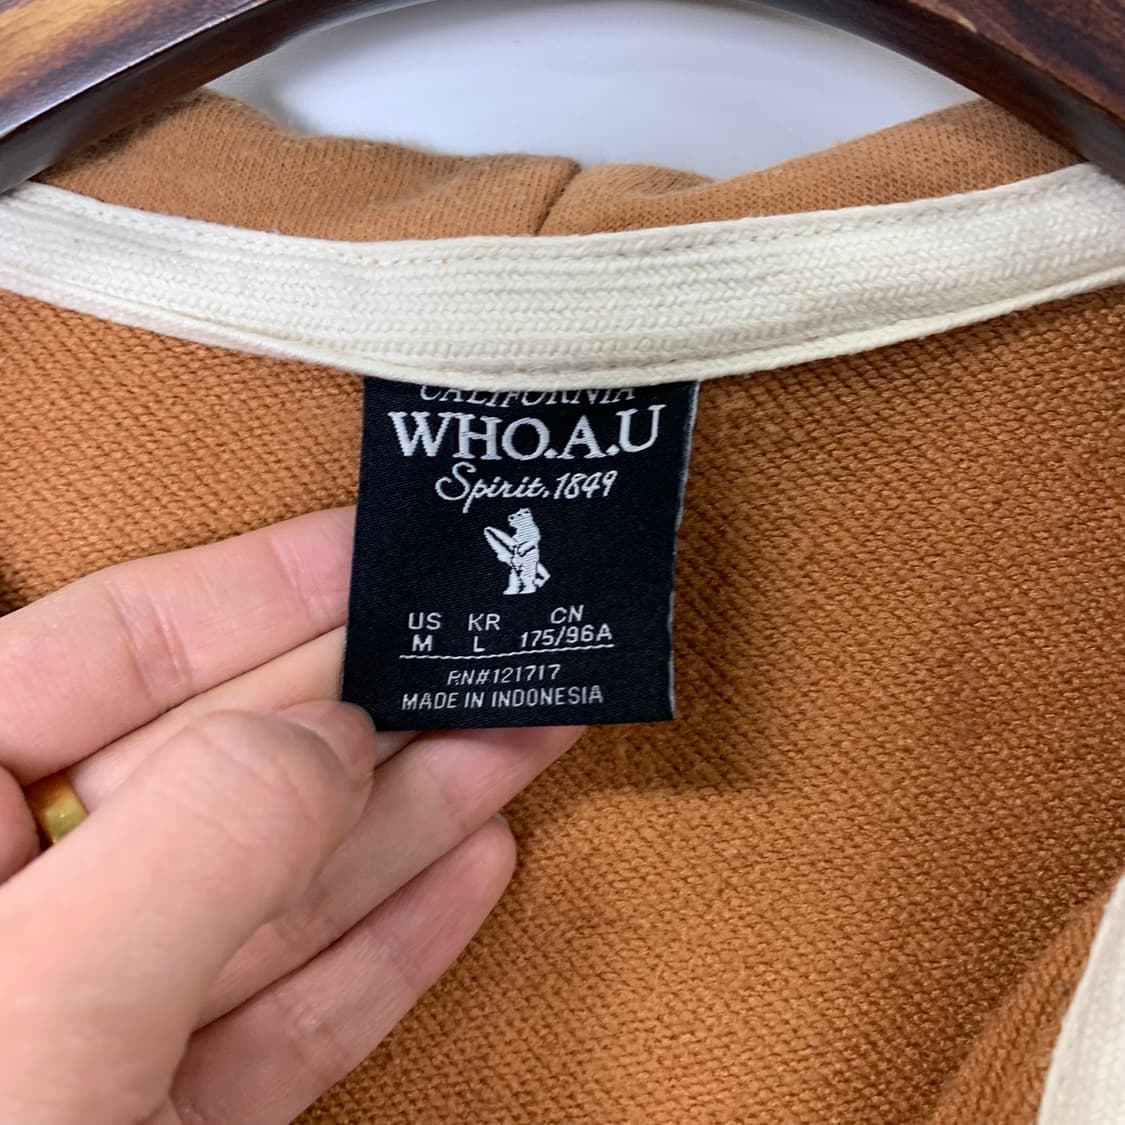 CALIFORNIA
WHO.A.U
Spirit.1849
US KR CN
M L 175/96A
RN#121717
MADE IN INDONESIA